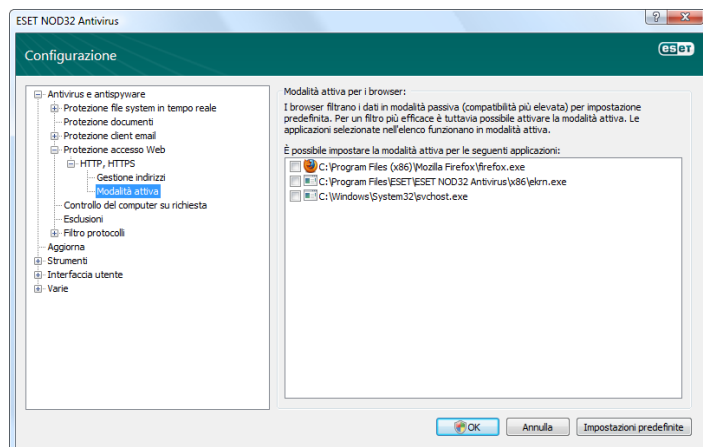 ESET NOD32 Antivirus
Configurazione
eseT
Antivirus e antispyware
Protezione file system in tempo reale
Protezione documenti
Protezione client email
Protezione accesso Web
HTTP, HTTPS
Gestione indirizzi
Modalità attiva
Controllo del computer su richiesta
Esclusioni
Filtro protocolli
Aggiorna
Strumenti
Interfaccia utente
Varie
Modalità attiva per i browser:
I browser filtrano i dati in modalità passiva (compatibilità più elevata) per impostazione
predefinita. Per un filtro più efficace è tuttavia possibile attivare la modalità attiva. Le
applicazioni selezionate nell'elenco funzionano in modalità attiva.
È possibile impostare la modalità attiva per le seguenti applicazioni:
C:\Program Files (x86)\Mozilla Firefox\firefox.exe
C:\Program Files\ESET\ESET NOD32 Antivirus\x86\ekrn.exe
C:\Windows\System32\svchost.exe
OK
Annulla
Impostazioni predefinite